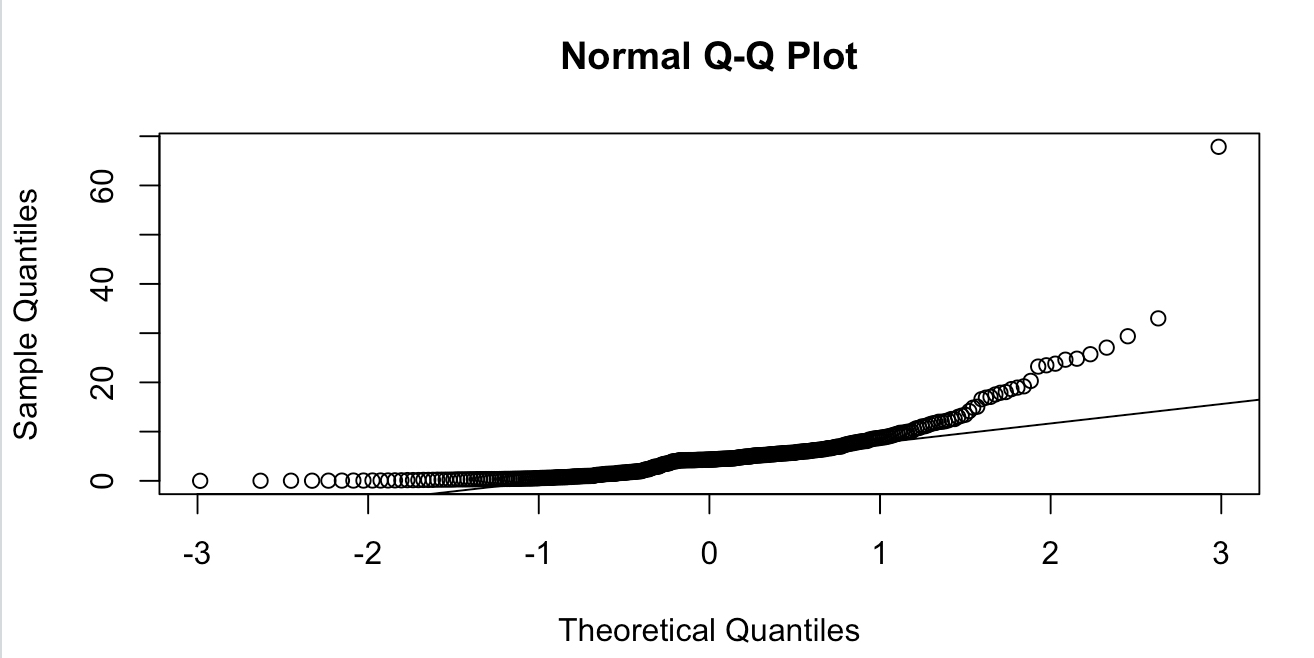 Normal Q-Q Plot
Sample Quantiles
60
40
20
0
-3 -2 -1 0 1 2 3
Theoretical Quantiles